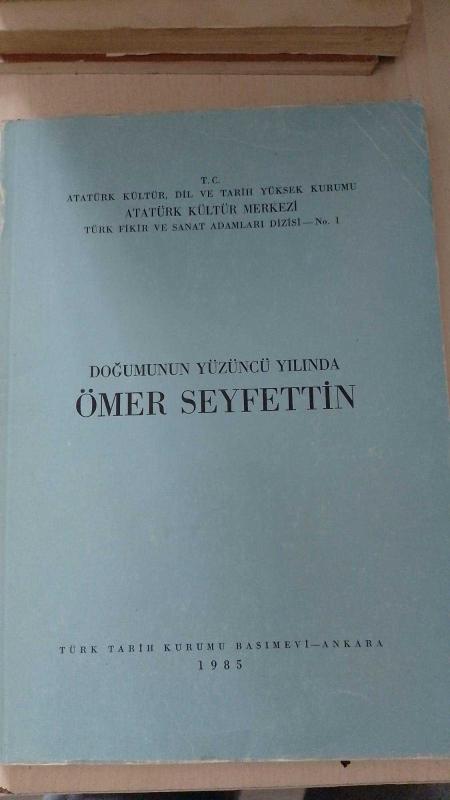 T.C.
ATATÜRK KÜLTÜR, DİL VE TARİH YÜKSEK KURUMU
ATATÜRK KÜLTÜR MERKEZİ
TÜRK FİKİR VE SANAT ADAMLARI DİZİSİ—No. 1
DOĞUMUNUN YÜZÜNCÜ YILINDA
ÖMER SEYFETTİN
TÜRK TARİH KURUMU BASIMEVİ—ANKARA
1985